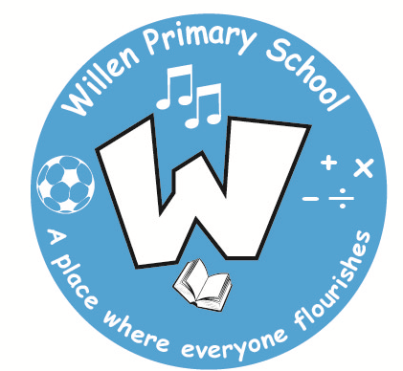 Willen Primary School
W
+ x
- ÷
A place where everyone flourishes